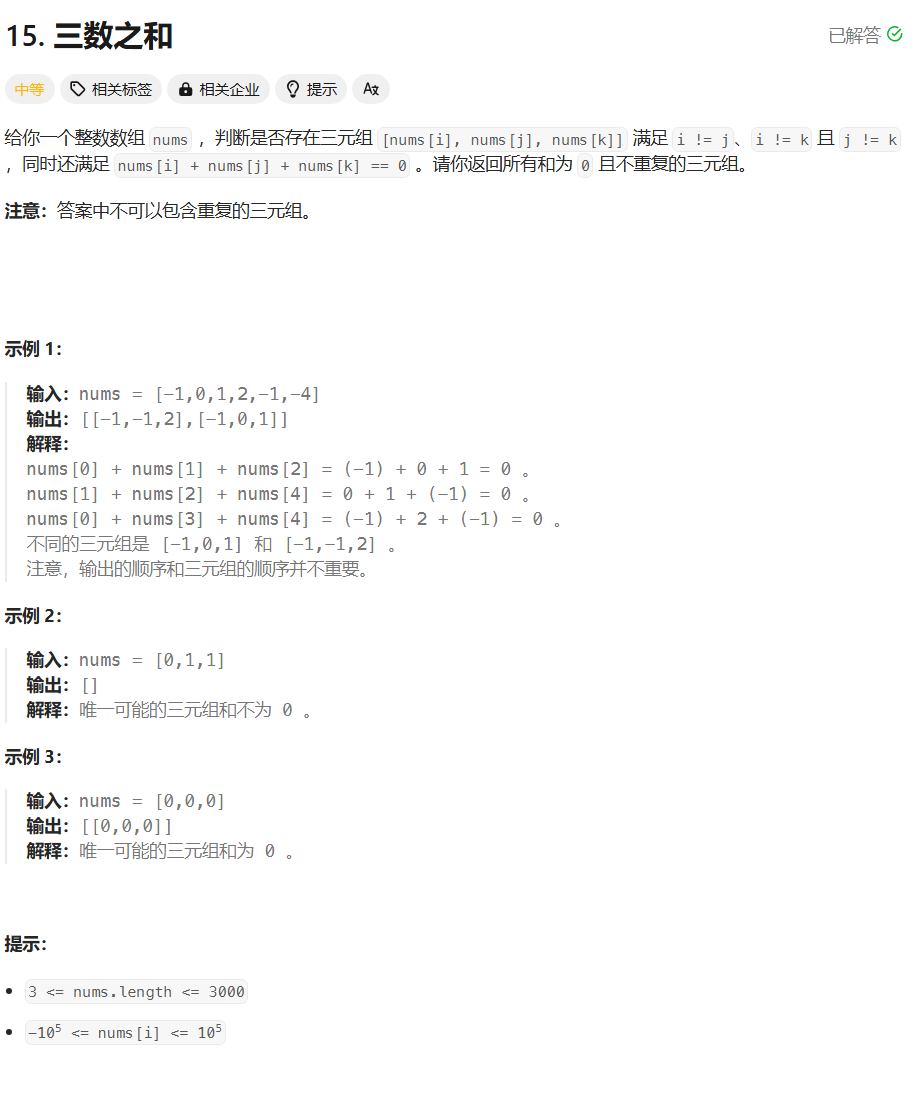 15. 三数之和
已解答
中等 相关标签 相关企业 提示
给你一个整数数组 nums ，判断是否存在三元组 [nums[i], nums[j], nums[k]] 满足 i != j、i != k 且 j != k
，同时还满足 nums[i] + nums[j] + nums[k] == 0 。请你返回所有和为 0 且不重复的三元组。
注意：答案中不可以包含重复的三元组。
示例 1：
输入：nums = [-1,0,1,2,-1,-4]
输出：[[-1,-1,2],[-1,0,1]]
解释：
nums[0] + nums[1] + nums[2] = (-1) + 0 + 1 = 0 。
nums[1] + nums[2] + nums[4] = 0 + 1 + (-1) = 0 。
nums[0] + nums[3] + nums[4] = (-1) + 2 + (-1) = 0 。
不同的三元组是 [-1,0,1] 和 [-1,-1,2] 。
注意，输出的顺序和三元组的顺序并不重要。
示例 2：
输入：nums = [0,1,1]
输出：[]
解释：唯一可能的三元组和不为 0 。
示例 3：
输入：nums = [0,0,0]
输出：[[0,0,0]]
解释：唯一可能的三元组和为 0 。
提示：
3 <= nums.length <= 3000
-10⁵ <= nums[i] <= 10⁵